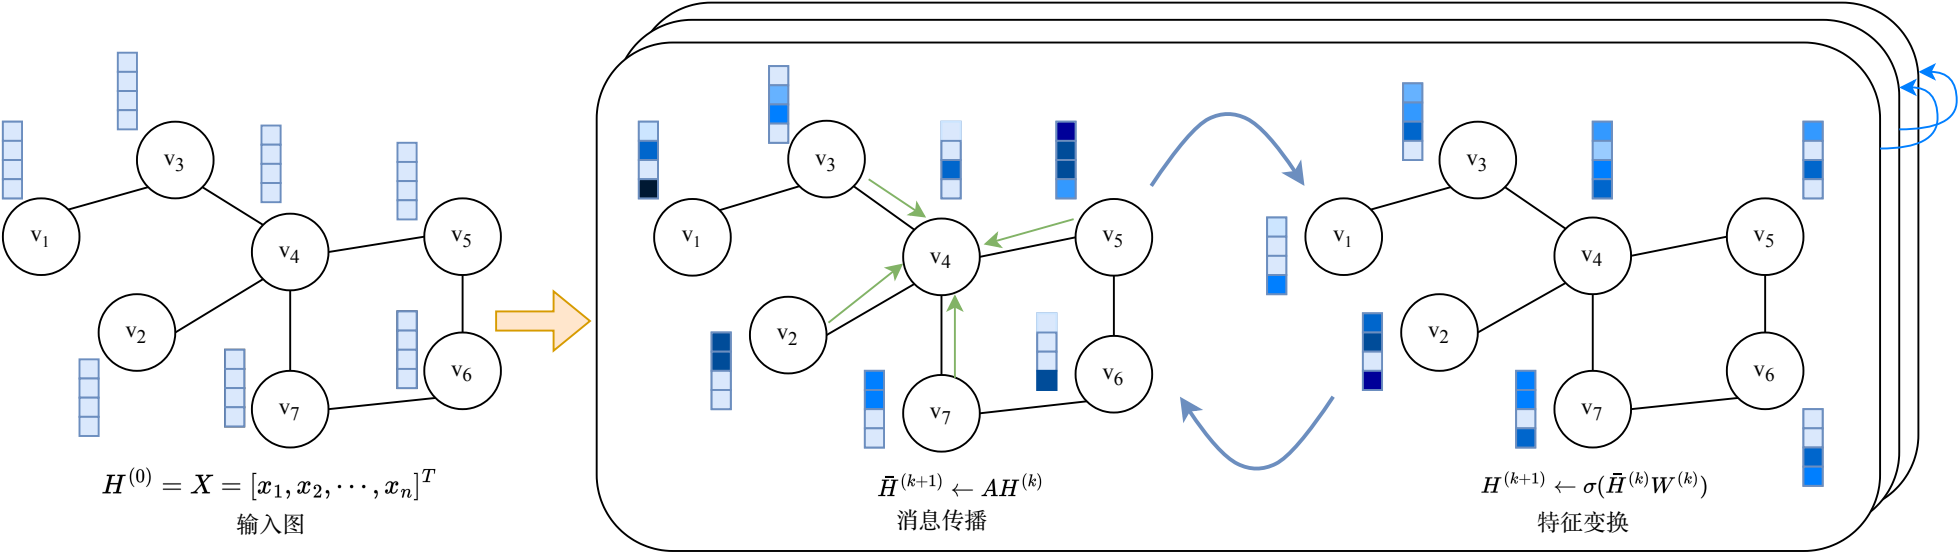 v₃
v₁
v₄
v₅
v₂
v₆
v₇
H⁽⁰⁾ = X = [x₁, x₂, ⋯, xₙ]ᵀ
输入图
v₃
v₁
v₄
v₅
v₂
v₆
v₇
H̄⁽ᵏ⁺¹⁾ ← AH⁽ᵏ⁾
消息传播
v₃
v₁
v₄
v₅
v₂
v₆
v₇
H⁽ᵏ⁺¹⁾ ← σ(H̄⁽ᵏ⁾W⁽ᵏ⁾)
特征变换